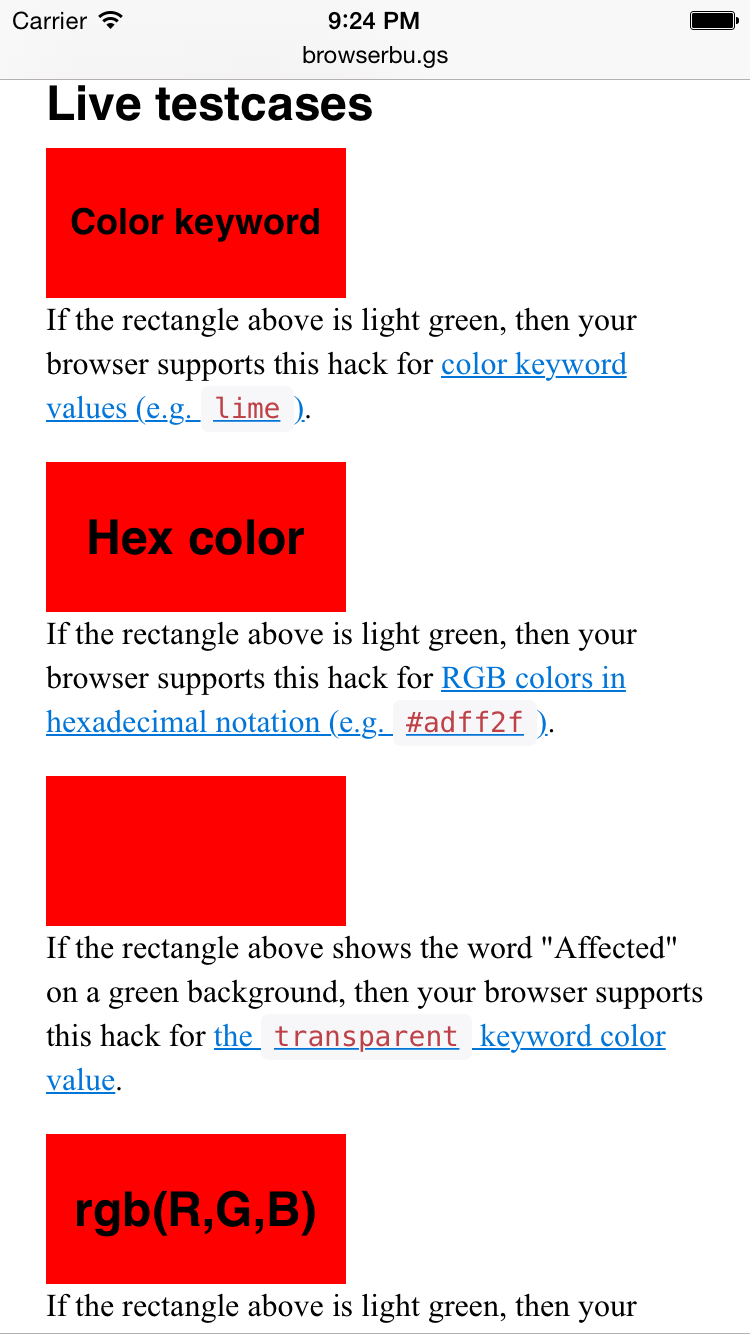 Carrier 9:24 PM
browserbu.gs
Live testcases
Color keyword
If the rectangle above is light green, then your
browser supports this hack for color keyword
values (e.g. lime ).
Hex color
If the rectangle above is light green, then your
browser supports this hack for RGB colors in
hexadecimal notation (e.g. #adff2f ).
If the rectangle above shows the word "Affected"
on a green background, then your browser supports
this hack for the transparent keyword color
value.
rgb(R,G,B)
If the rectangle above is light green, then your